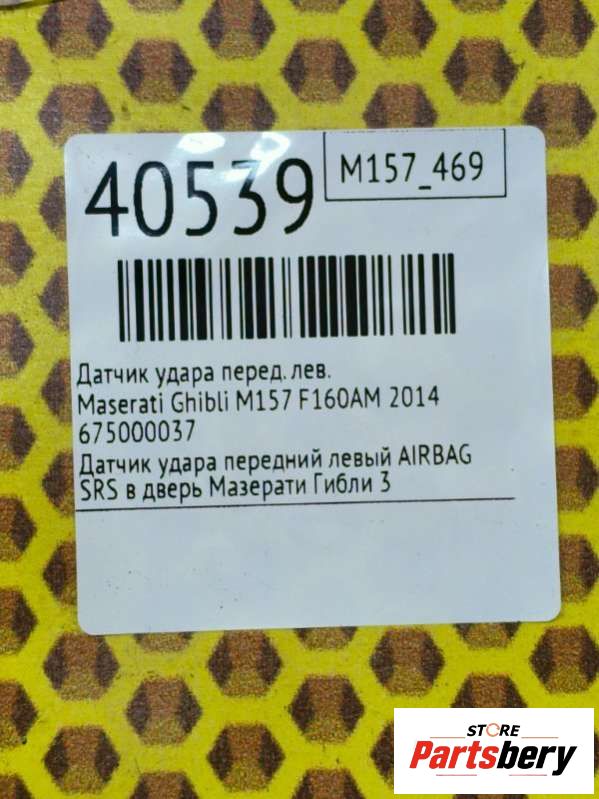 40539
M157_469
Датчик удара перед. лев.
Maserati Ghibli M157 F160AM 2014
675000037
Датчик удара передний левый AIRBAG
SRS в дверь Мазерати Гибли 3
STORE
Partsbery